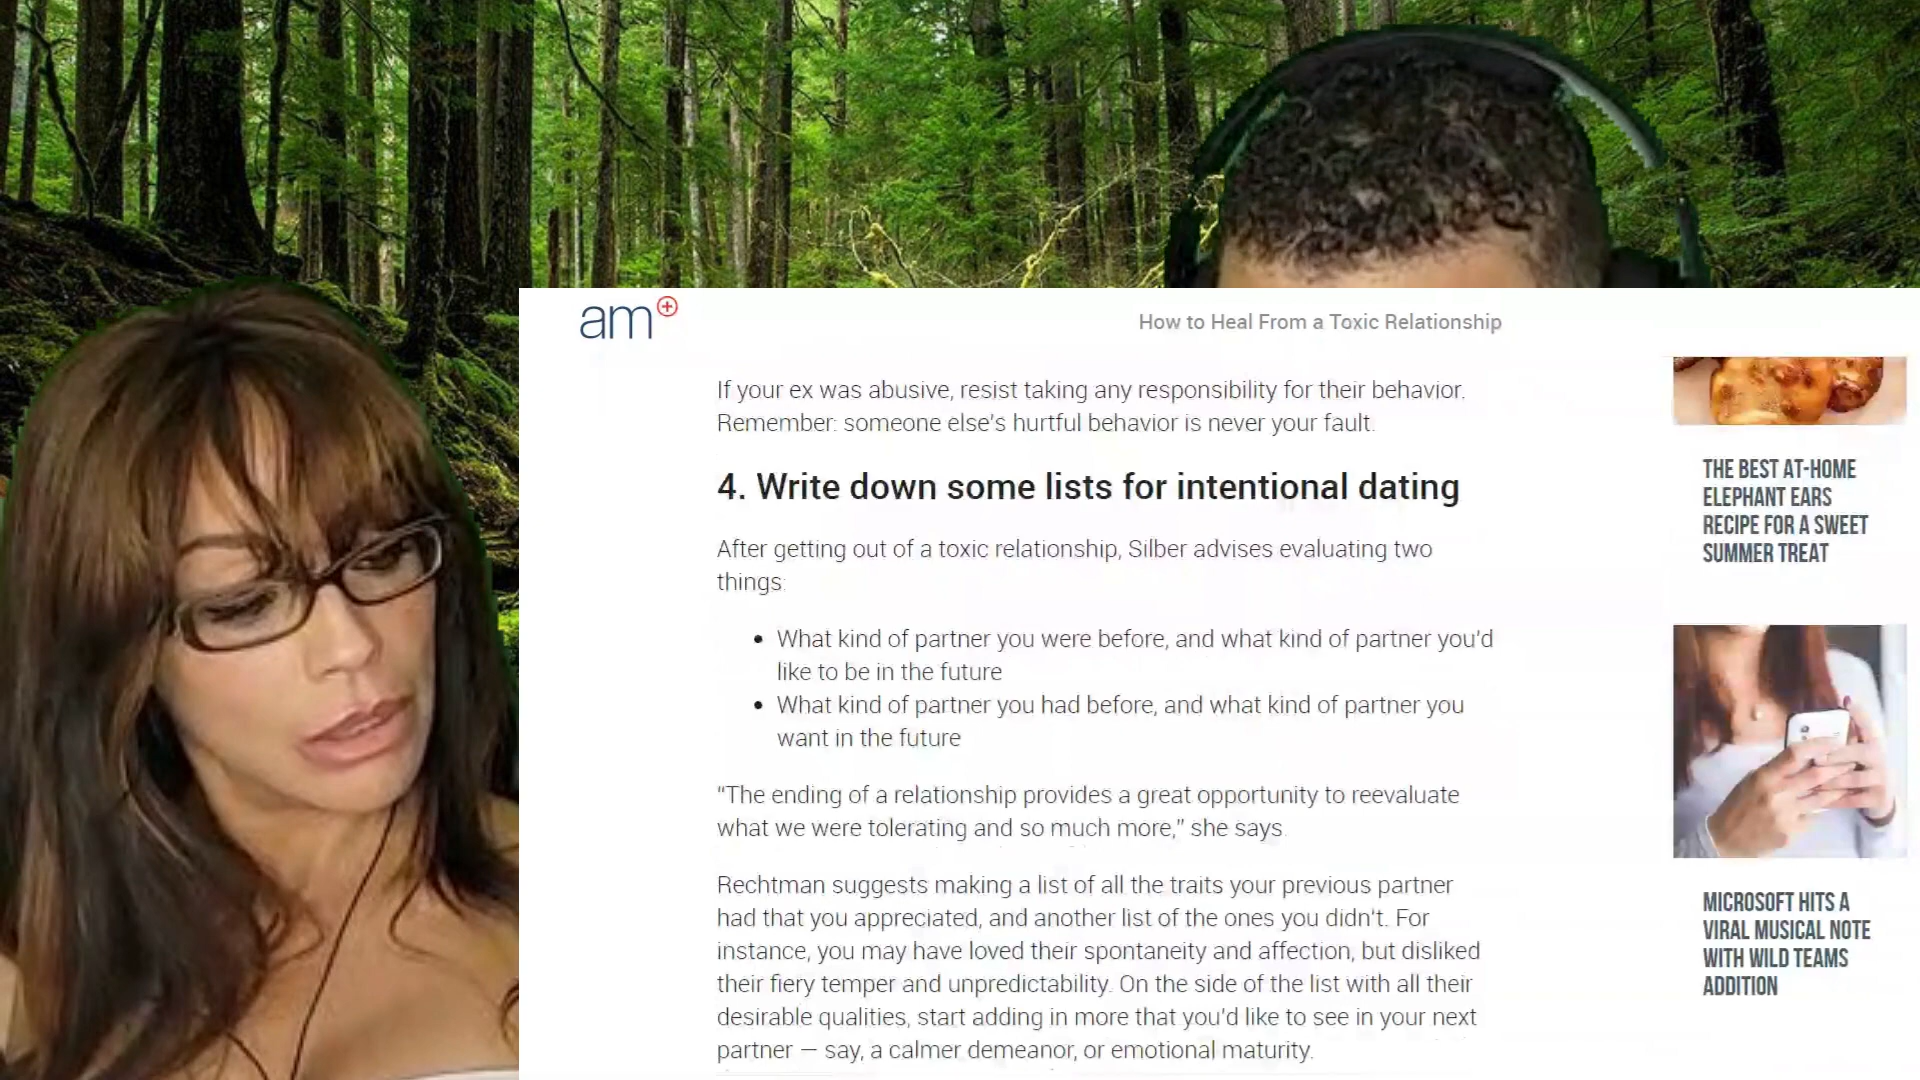 am+
How to Heal From a Toxic Relationship
If your ex was abusive, resist taking any responsibility for their behavior.
Remember: someone else's hurtful behavior is never your fault.
4. Write down some lists for intentional dating
After getting out of a toxic relationship, Silber advises evaluating two
things:
• What kind of partner you were before, and what kind of partner you'd
like to be in the future
• What kind of partner you had before, and what kind of partner you
want in the future
“The ending of a relationship provides a great opportunity to reevaluate
what we were tolerating and so much more,” she says.
Rechtman suggests making a list of all the traits your previous partner
had that you appreciated, and another list of the ones you didn't. For
instance, you may have loved their spontaneity and affection, but disliked
their fiery temper and unpredictability. On the side of the list with all their
desirable qualities, start adding in more that you'd like to see in your next
partner — say, a calmer demeanor, or emotional maturity.
THE BEST AT-HOME
ELEPHANT EARS
RECIPE FOR A SWEET
SUMMER TREAT
MICROSOFT HITS A
VIRAL MUSICAL NOTE
WITH WILD TEAMS
ADDITION